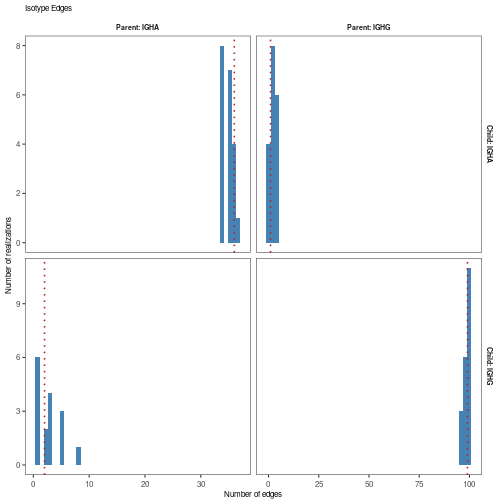 Isotype Edges
Parent: IGHA
Parent: IGHG
8
6
4
2
0
Child: IGHA
Number of realizations
9
6
3
0
Child: IGHG
0
10
20
30
0
25
50
75
100
Number of edges